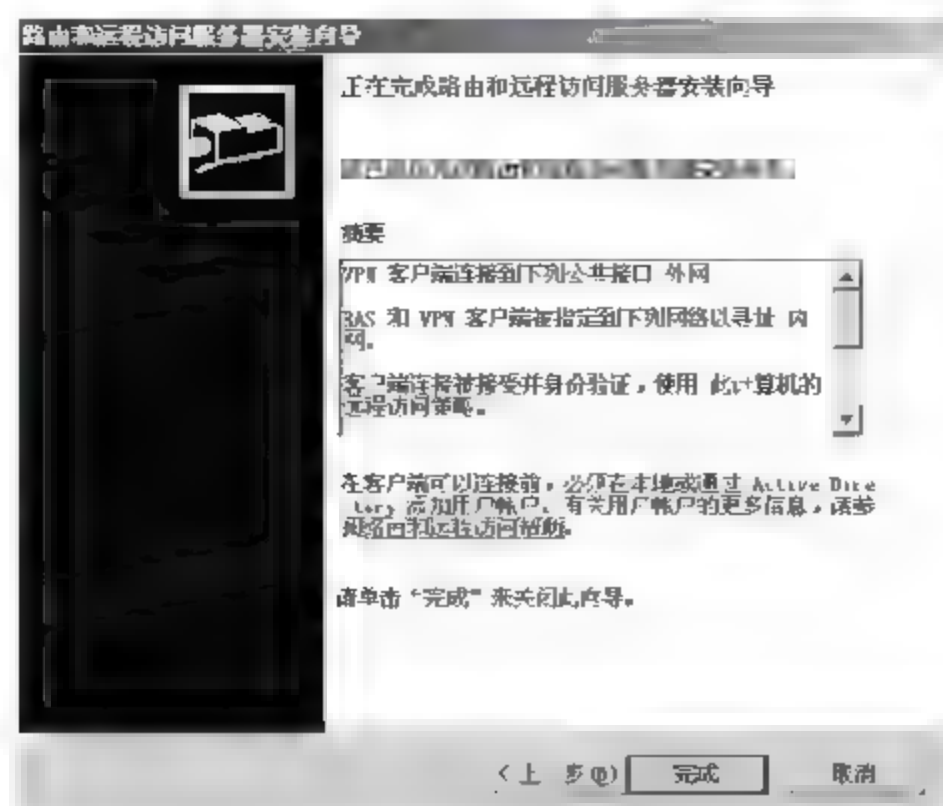 路由和远程访问服务器安装向导
正在完成路由和远程访问服务器安装向导
摘要
VPN 客户端连接到下列公共接口 外网
RAS 和 VPN 客户端被指定到下列网络以寻址 内
网。
客户端连接被接受并身份验证，使用 此计算机的
远程访问策略。
在客户端可以连接前，必须在本地或通过 Active Dire
ctory 添加用户帐户。有关用户帐户的更多信息，请参
阅路由和远程访问帮助。
请单击“完成”来关闭此向导。
< 上 步 完成 取消